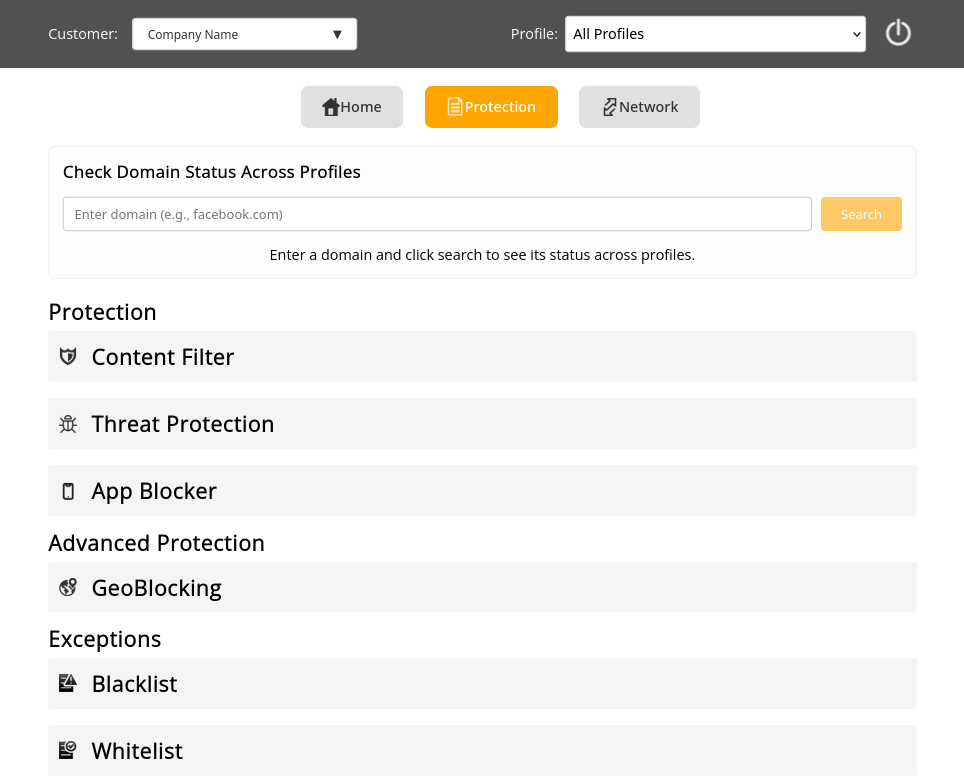 Customer: Company Name ▼ Profile: All Profiles
Home Protection Network
Check Domain Status Across Profiles
Enter domain (e.g., facebook.com) Search
Enter a domain and click search to see its status across profiles.
Protection
Content Filter
Threat Protection
App Blocker
Advanced Protection
GeoBlocking
Exceptions
Blacklist
Whitelist